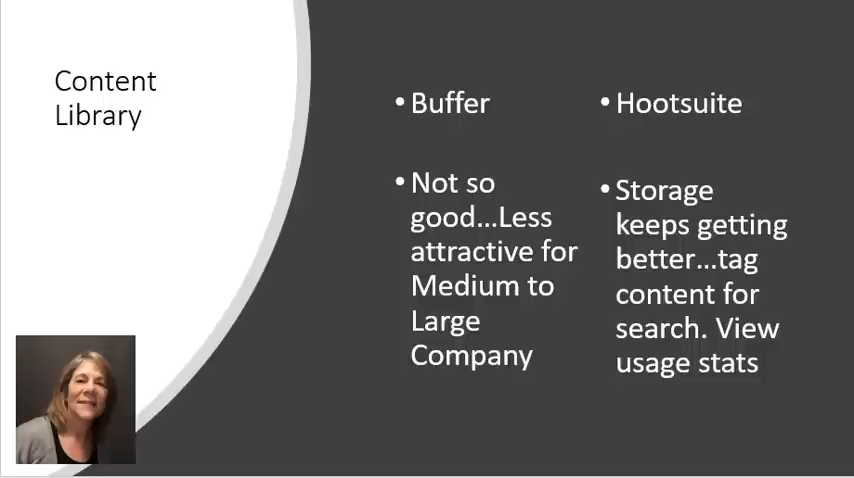 Content
Library
• Buffer
• Not so
good...Less
attractive for
Medium to
Large
Company
• Hootsuite
• Storage
keeps getting
better...tag
content for
search. View
usage stats